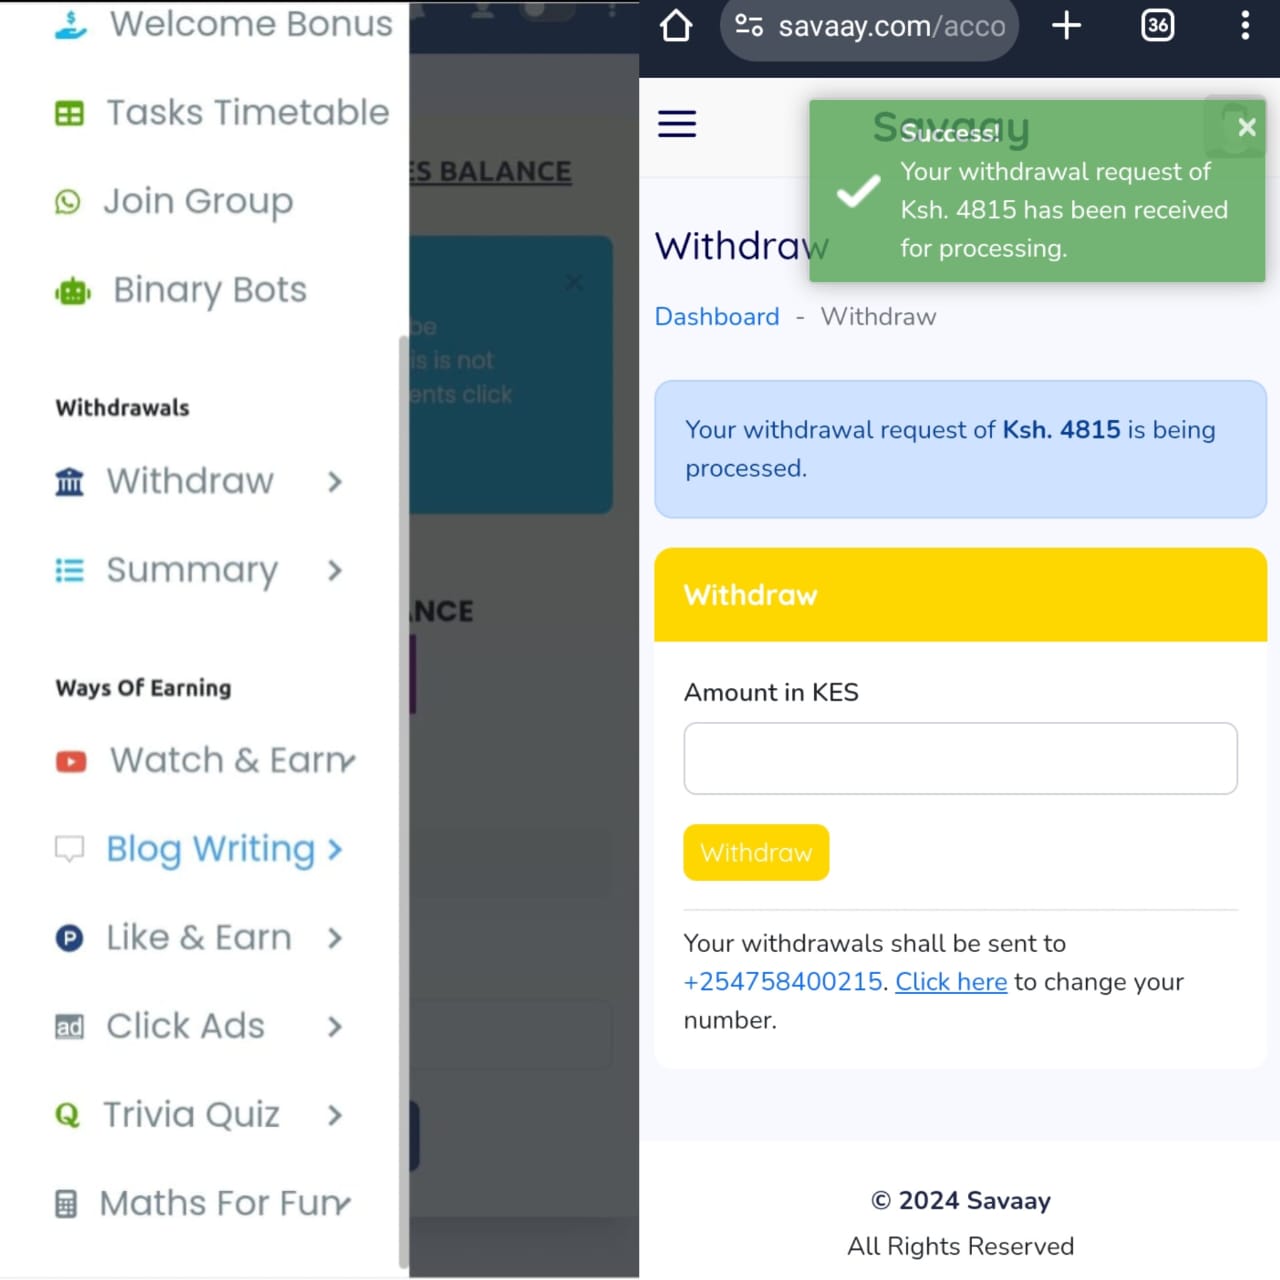 Welcome Bonus
Tasks Timetable
Join Group
Binary Bots
Withdrawals
Withdraw
Summary
Ways Of Earning
Watch & Earn
Blog Writing
Like & Earn
ad Click Ads
Q Trivia Quiz
Maths For Fun
ES BALANCE
be
is is not
ents click
ANCE
savaay.com/acco
36
Savaay
Success!
Your withdrawal request of
Ksh. 4815 has been received
for processing.
Withdraw
Dashboard - Withdraw
Your withdrawal request of Ksh. 4815 is being
processed.
Withdraw
Amount in KES
Withdraw
Your withdrawals shall be sent to
+254758400215. Click here to change your
number.
© 2024 Savaay
All Rights Reserved